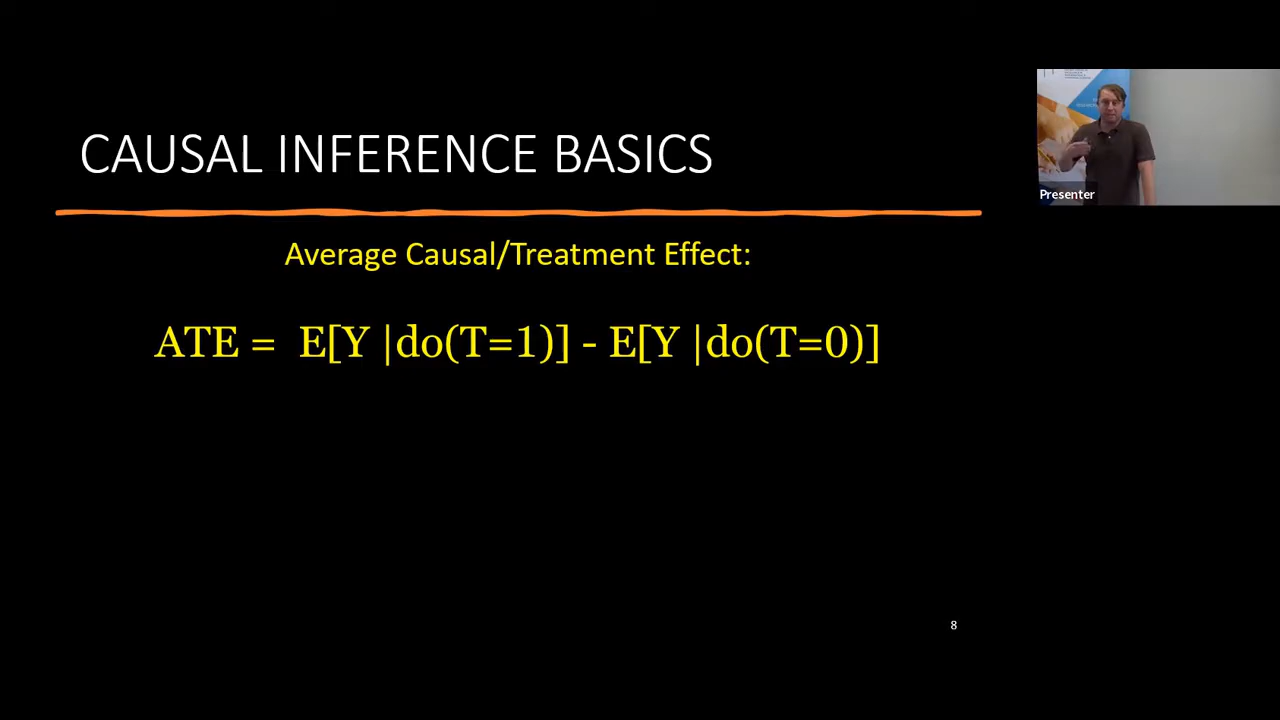 CAUSAL INFERENCE BASICS
Average Causal/Treatment Effect:
ATE = E[Y |do(T=1)] - E[Y |do(T=0)]
8
Presenter